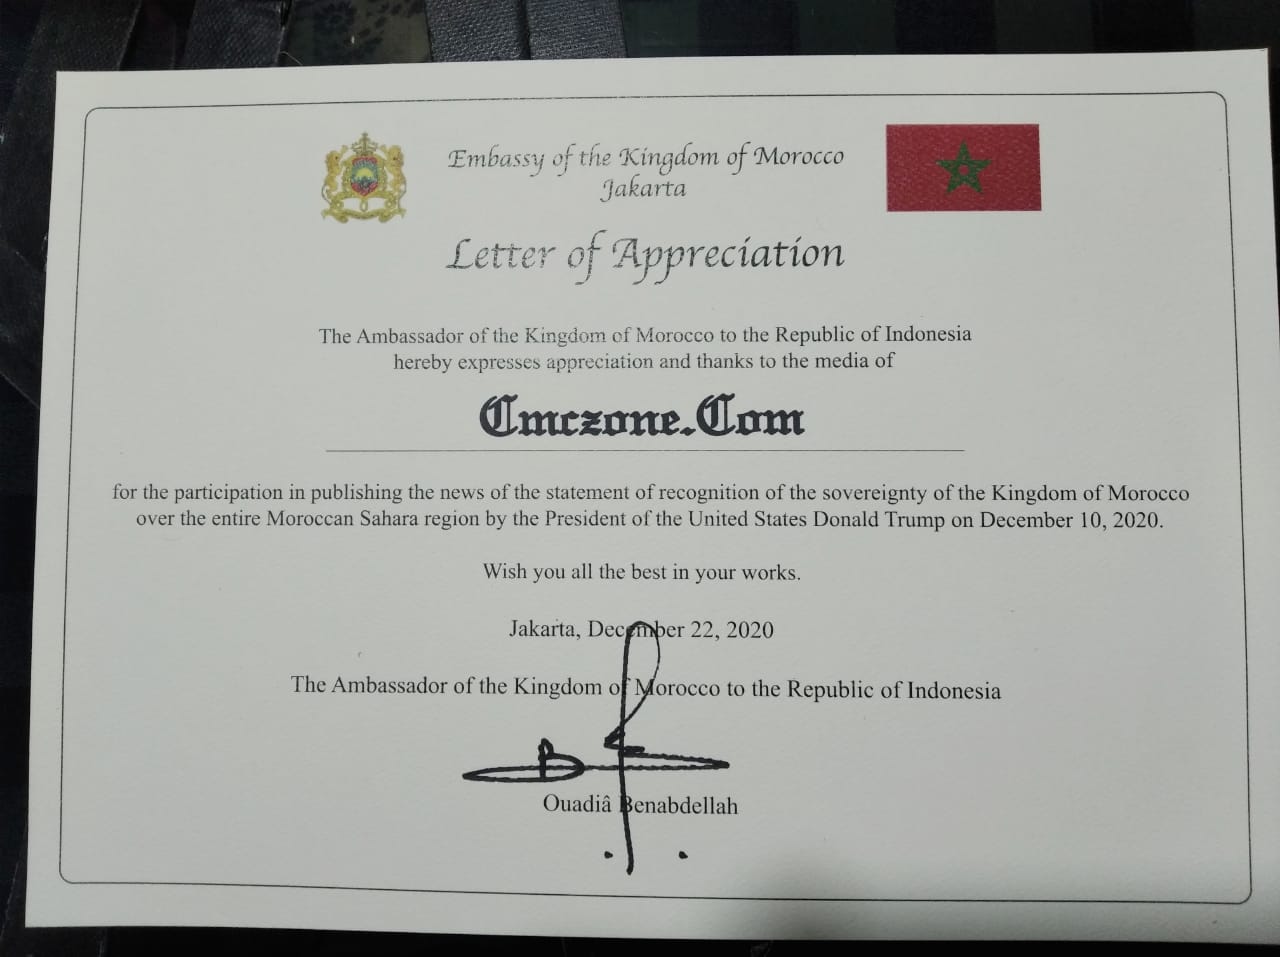 Embassy of the Kingdom of Morocco
Jakarta
Letter of Appreciation
The Ambassador of the Kingdom of Morocco to the Republic of Indonesia
hereby expresses appreciation and thanks to the media of
Cmczone.Com
for the participation in publishing the news of the statement of recognition of the sovereignty of the Kingdom of Morocco
over the entire Moroccan Sahara region by the President of the United States Donald Trump on December 10, 2020.
Wish you all the best in your works.
Jakarta, December 22, 2020
The Ambassador of the Kingdom of Morocco to the Republic of Indonesia
Ouadiâ Benabdellah